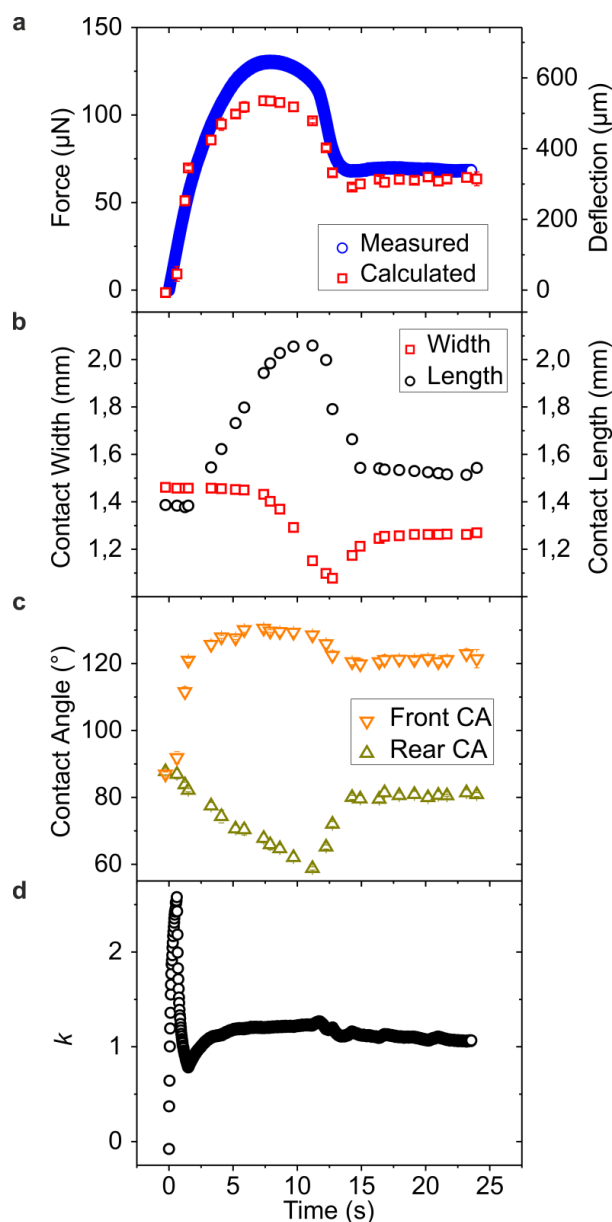 a
150
100
50
0
Force (µN)
600
400
200
0
Deflection (µm)
Measured
Calculated
b
2,0
1,8
1,6
1,4
1,2
Contact Width (mm)
2,0
1,8
1,6
1,4
1,2
Contact Length (mm)
Width
Length
c
120
100
80
60
Contact Angle (°)
Front CA
Rear CA
d
2
1
0
k
0 5 10 15 20 25
Time (s)